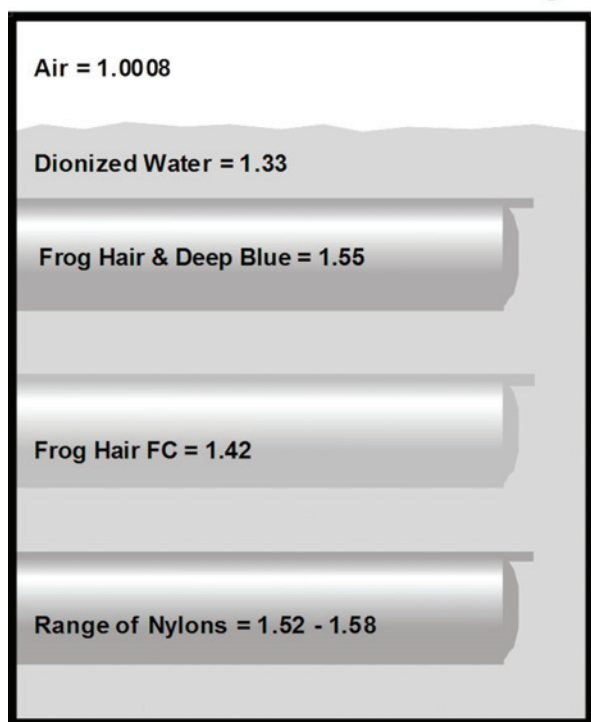 Air = 1.0008
Dionized Water = 1.33
Frog Hair & Deep Blue = 1.55
Frog Hair FC = 1.42
Range of Nylons = 1.52 - 1.58